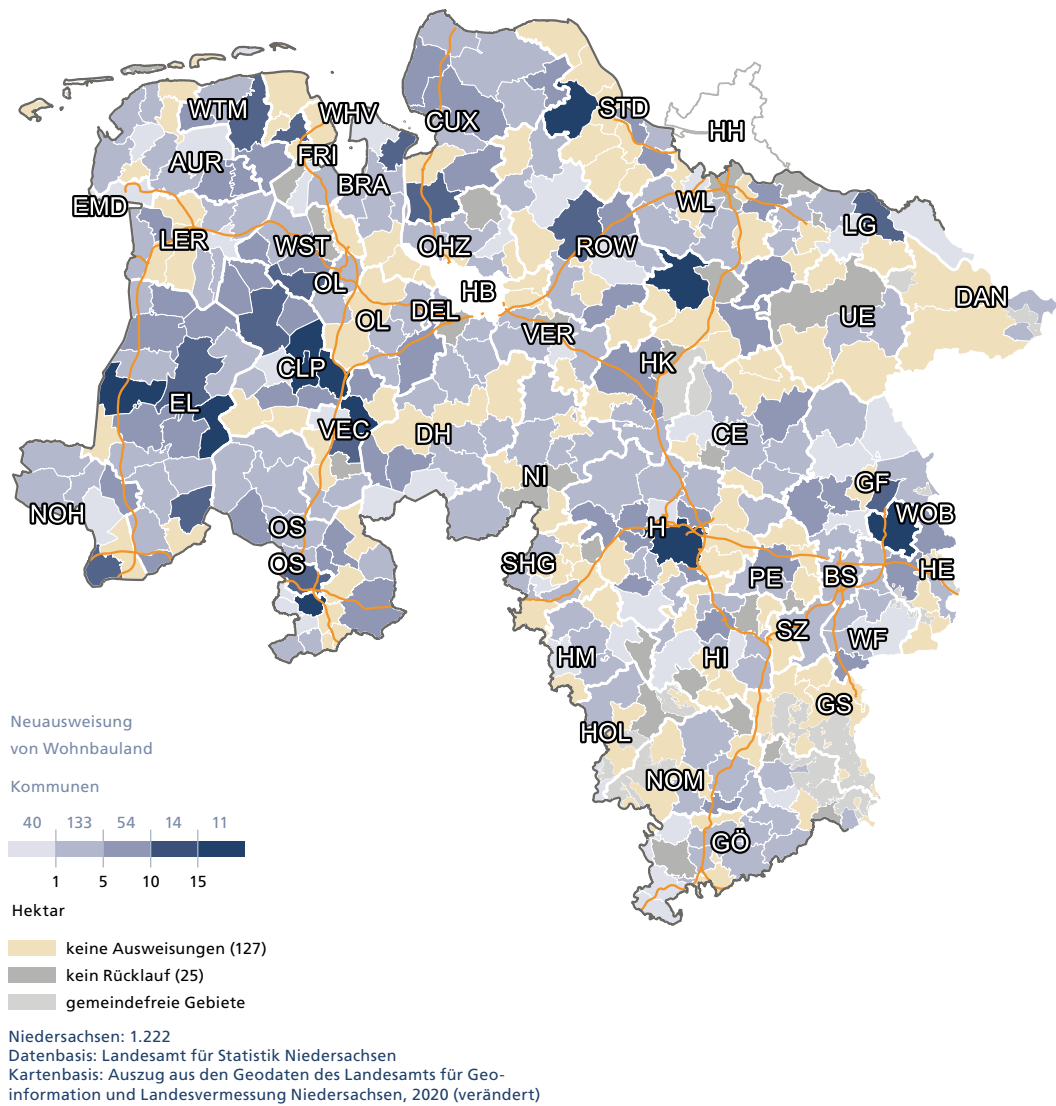 WTM
WHV
STD
CUX
HH
AUR
FRI
BRA
EMD
WL
LG
LER
WST
OHZ
ROW
OL
HB
DAN
OL
DEL
UE
VER
CLP
HK
EL
VEC
DH
CE
NI
GF
NOH
OS
H
WOB
OS
SHG
PE
BS
HE
SZ
WF
HM
HI
GS
HOL
NOM
GÖ
Neuausweisung
von Wohnbauland
Kommunen
40 133 54 14 11
1 5 10 15
Hektar
keine Ausweisungen (127)
kein Rücklauf (25)
gemeindefreie Gebiete
Niedersachsen: 1.222
Datenbasis: Landesamt für Statistik Niedersachsen
Kartenbasis: Auszug aus den Geodaten des Landesamts für Geo-
information und Landesvermessung Niedersachsen, 2020 (verändert)